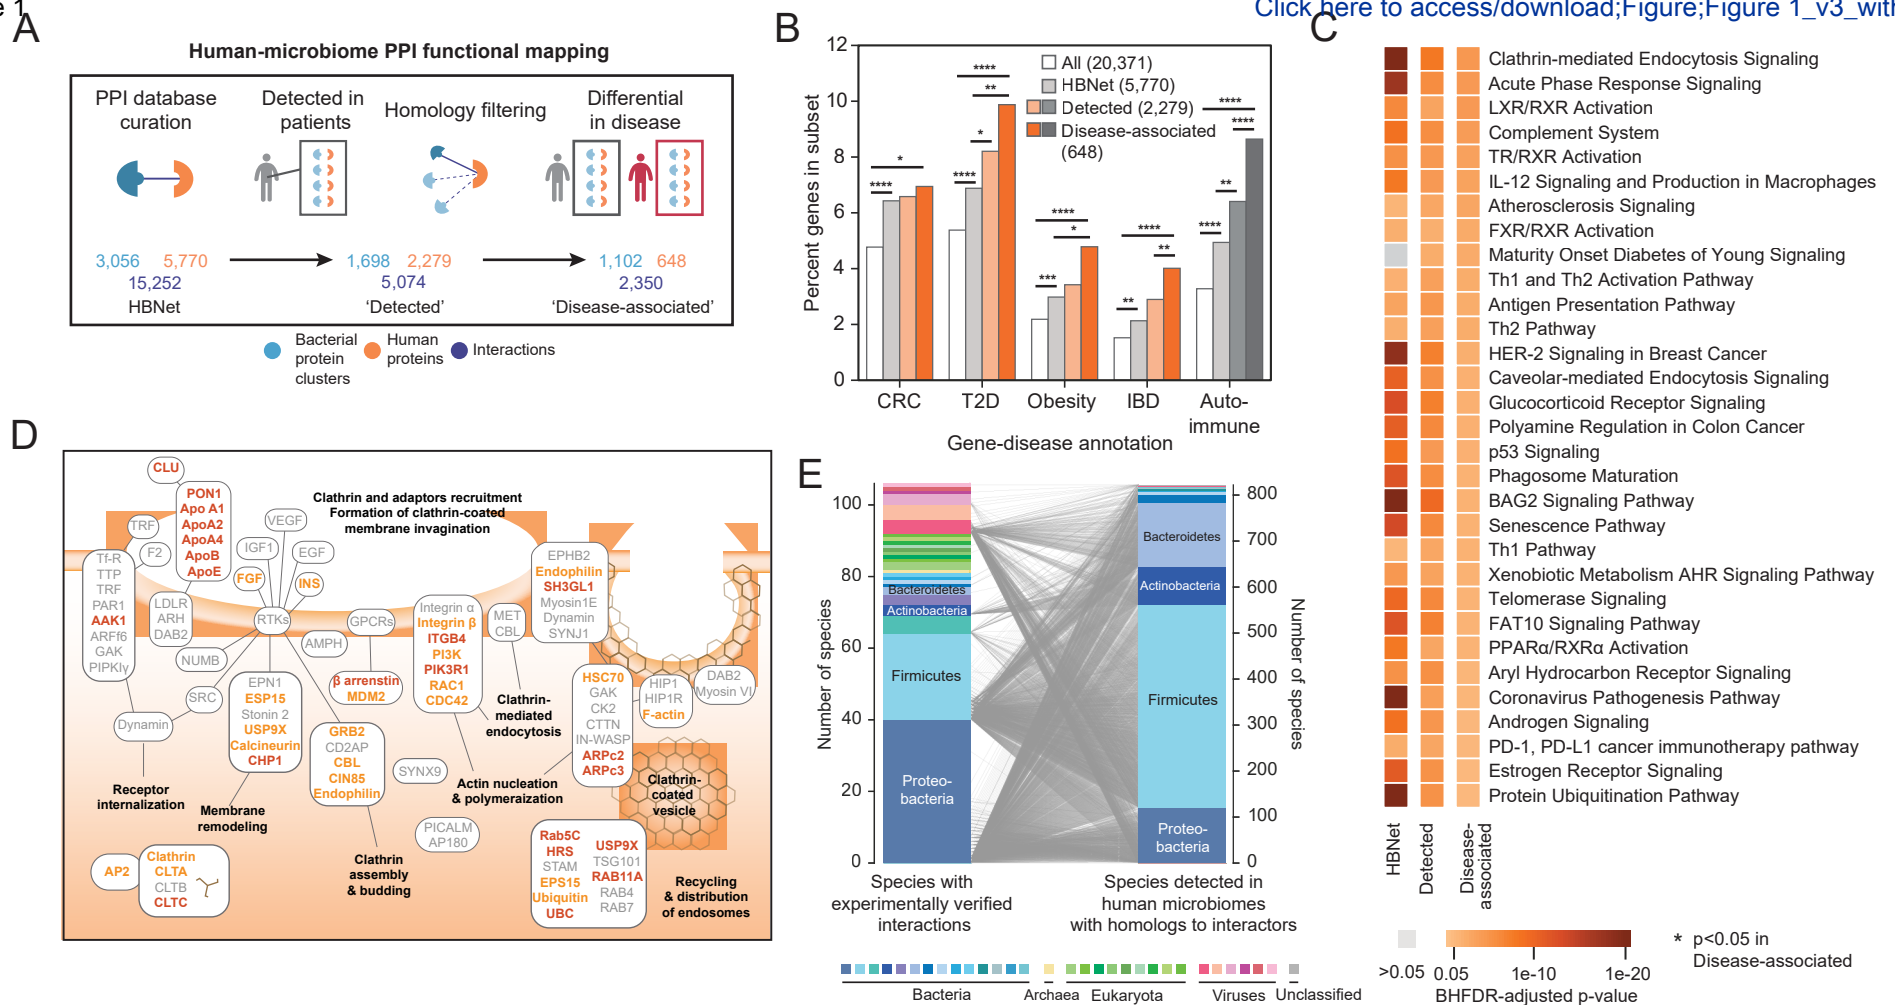 e 1
Click here to access/download;Figure;Figure 1_v3_with
A
Human-microbiome PPI functional mapping
PPI database
curation
Detected in
patients
Homology filtering
Differential
in disease
3,056 5,770
15,252
HBNet
1,698 2,279
5,074
‘Detected’
1,102 648
2,350
‘Disease-associated’
Bacterial
protein
clusters
Human
proteins
Interactions
B
Percent genes in subset
12
10
8
6
4
2
0
All (20,371)
HBNet (5,770)
Detected (2,279)
Disease-associated
(648)
****
*
****
*
**
****
***
*
****
**
**
****
****
**
****
****
CRC
T2D
Obesity
IBD
Auto-
immune
Gene-disease annotation
C
Clathrin-mediated Endocytosis Signaling
Acute Phase Response Signaling
LXR/RXR Activation
Complement System
TR/RXR Activation
IL-12 Signaling and Production in Macrophages
Atherosclerosis Signaling
FXR/RXR Activation
Maturity Onset Diabetes of Young Signaling
Th1 and Th2 Activation Pathway
Antigen Presentation Pathway
Th2 Pathway
HER-2 Signaling in Breast Cancer
Caveolar-mediated Endocytosis Signaling
Glucocorticoid Receptor Signaling
Polyamine Regulation in Colon Cancer
p53 Signaling
Phagosome Maturation
BAG2 Signaling Pathway
Senescence Pathway
Th1 Pathway
Xenobiotic Metabolism AHR Signaling Pathway
Telomerase Signaling
FAT10 Signaling Pathway
PPARα/RXRα Activation
Aryl Hydrocarbon Receptor Signaling
Coronavirus Pathogenesis Pathway
Androgen Signaling
PD-1, PD-L1 cancer immunotherapy pathway
Estrogen Receptor Signaling
Protein Ubiquitination Pathway
HBNet
Detected
Disease-
associated
>0.05
0.05
1e-10
1e-20
BHFDR-adjusted p-value
* p<0.05 in
Disease-associated
D
CLU
PON1
Apo A1
ApoA2
ApoA4
ApoB
ApoE
TRF
F2
Tf-R
TTP
TRF
PAR1
AAK1
ARFf6
GAK
PIPKIγ
LDLR
ARH
DAB2
NUMB
SRC
Dynamin
Receptor
internalization
Clathrin and adaptors recruitment
Formation of clathrin-coated
membrane invagination
VEGF
IGF1
EGF
FGF
INS
RTKs
GPCRs
AMPH
β arrenstin
MDM2
EPN1
ESP15
Stonin 2
USP9X
Calcineurin
CHP1
Membrane
remodeling
GRB2
CD2AP
CBL
CIN85
Endophilin
SYNX9
PICALM
AP180
Clathrin
assembly
& budding
AP2
Clathrin
CLTA
CLTB
CLTC
Integrin α
Integrin β
ITGB4
PI3K
PIK3R1
RAC1
CDC42
MET
CBL
Clathrin-
mediated
endocytosis
Actin nucleation
& polymeraization
EPHB2
Endophilin
SH3GL1
Myosin1E
Dynamin
SYNJ1
HSC70
GAK
CK2
CTTN
IN-WASP
ARPc2
ARPc3
HIP1
HIP1R
F-actin
DAB2
Myosin VI
Clathrin-
coated
vesicle
Rab5C
HRS
STAM
EPS15
Ubiquitin
UBC
USP9X
TSG101
RAB11A
RAB4
RAB7
Recycling
& distribution
of endosomes
E
Number of species
100
80
60
40
20
0
Bacteroidetes
Actinobacteria
Firmicutes
Proteo-
bacteria
Bacteroidetes
Actinobacteria
Firmicutes
Proteo-
bacteria
800
700
600
500
400
300
200
100
0
Number of species
Species with
experimentally verified
interactions
Species detected in
human microbiomes
with homologs to interactors
Bacteria
Archaea
Eukaryota
Viruses
Unclassified